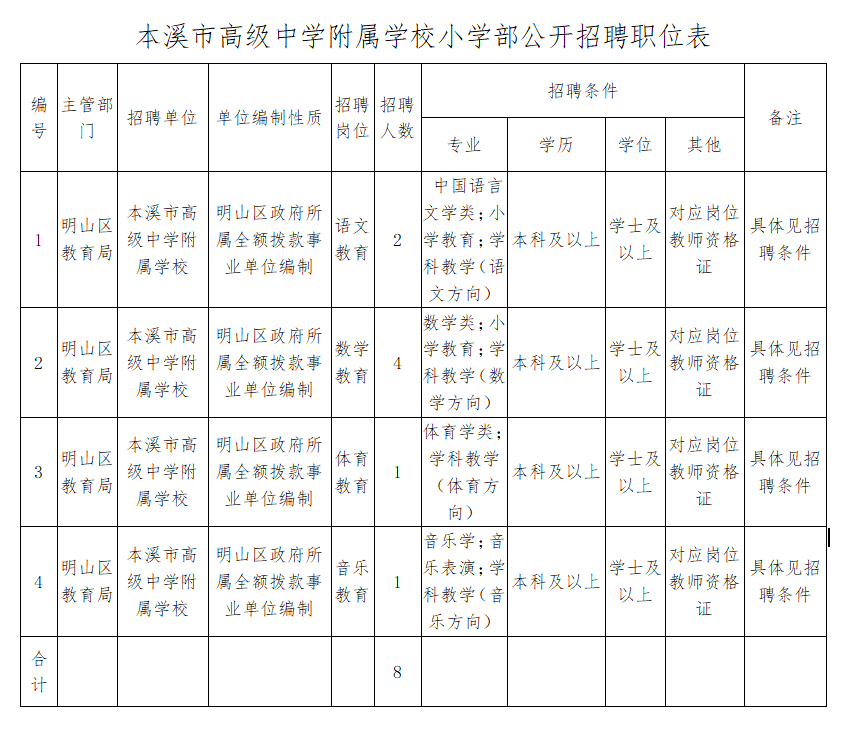 本溪市高级中学附属学校小学部公开招聘职位表
编号 主管部门 招聘单位 单位编制性质 招聘岗位 招聘人数 招聘条件 备注
专业 学历 学位 其他
1 明山区教育局 本溪市高级中学附属学校 明山区政府所属全额拨款事业单位编制 语文教育 2 中国语言文学类；小学教育；学科教学（语文方向） 本科及以上 学士及以上 对应岗位教师资格证 具体见招聘条件
2 明山区教育局 本溪市高级中学附属学校 明山区政府所属全额拨款事业单位编制 数学教育 4 数学类；小学教育；学科教学（数学方向） 本科及以上 学士及以上 对应岗位教师资格证 具体见招聘条件
3 明山区教育局 本溪市高级中学附属学校 明山区政府所属全额拨款事业单位编制 体育教育 1 体育学类；学科教学（体育方向） 本科及以上 学士及以上 对应岗位教师资格证 具体见招聘条件
4 明山区教育局 本溪市高级中学附属学校 明山区政府所属全额拨款事业单位编制 音乐教育 1 音乐学；音乐表演；学科教学（音乐方向） 本科及以上 学士及以上 对应岗位教师资格证 具体见招聘条件
合计 8